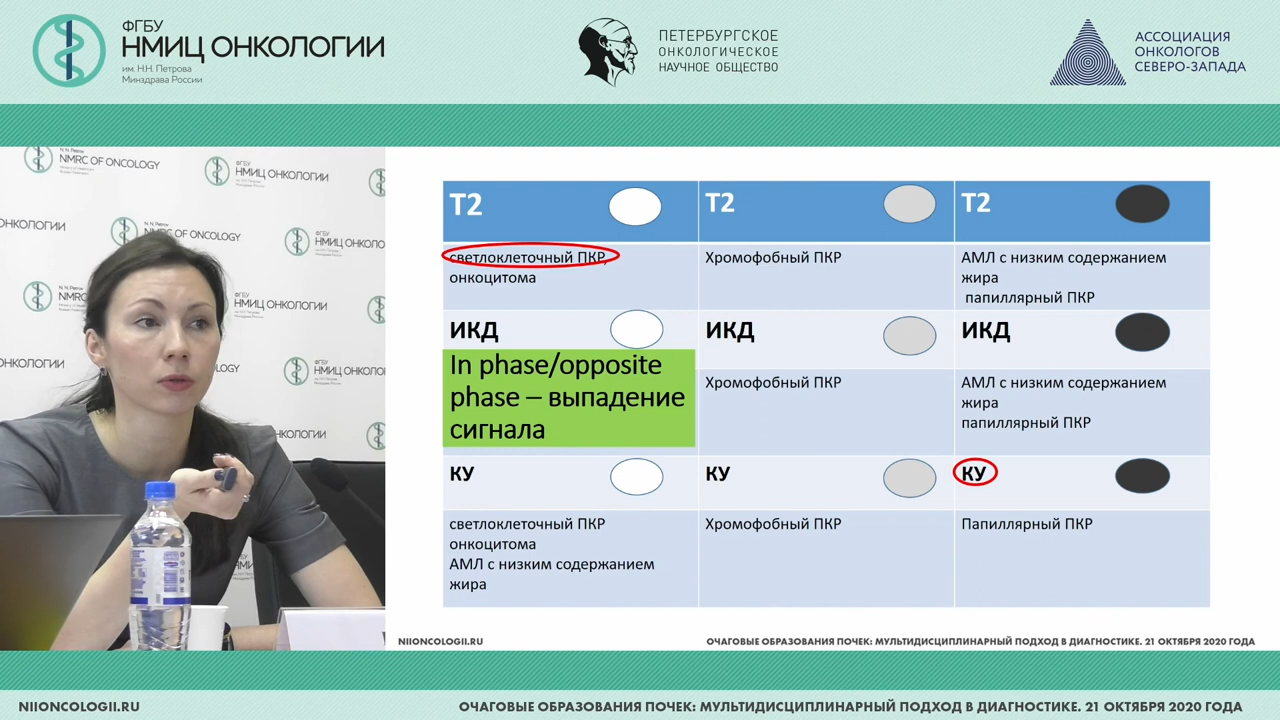 ФГБУ
НМИЦ ОНКОЛОГИИ
им. Н.Н. Петрова
Минздрава России
ПЕТЕРБУРГСКОЕ
ОНКОЛОГИЧЕСКОЕ
НАУЧНОЕ ОБЩЕСТВО
АССОЦИАЦИЯ
ОНКОЛОГОВ
СЕВЕРО-ЗАПАДА
N.N. Petrov
NMRC OF ONCOLOGY
ФГБУ
НМИЦ ОНКОЛОГИИ
T2
T2
T2
светлоклеточный ПКР,
онкоцитома
Хромофобный ПКР
АМЛ с низким содержанием
жира
папиллярный ПКР
ИКД
ИКД
ИКД
In phase/opposite
phase – выпадение
сигнала
Хромофобный ПКР
АМЛ с низким содержанием
жира
папиллярный ПКР
КУ
КУ
КУ
светлоклеточный ПКР
онкоцитома
АМЛ с низким содержанием
жира
Хромофобный ПКР
Папиллярный ПКР
NIIONCOLOGII.RU
ОЧАГОВЫЕ ОБРАЗОВАНИЯ ПОЧЕК: МУЛЬТИДИСЦИПЛИНАРНЫЙ ПОДХОД В ДИАГНОСТИКЕ. 21 ОКТЯБРЯ 2020 ГОДА
NIIONCOLOGII.RU
ОЧАГОВЫЕ ОБРАЗОВАНИЯ ПОЧЕК: МУЛЬТИДИСЦИПЛИНАРНЫЙ ПОДХОД В ДИАГНОСТИКЕ. 21 ОКТЯБРЯ 2020 ГОДА